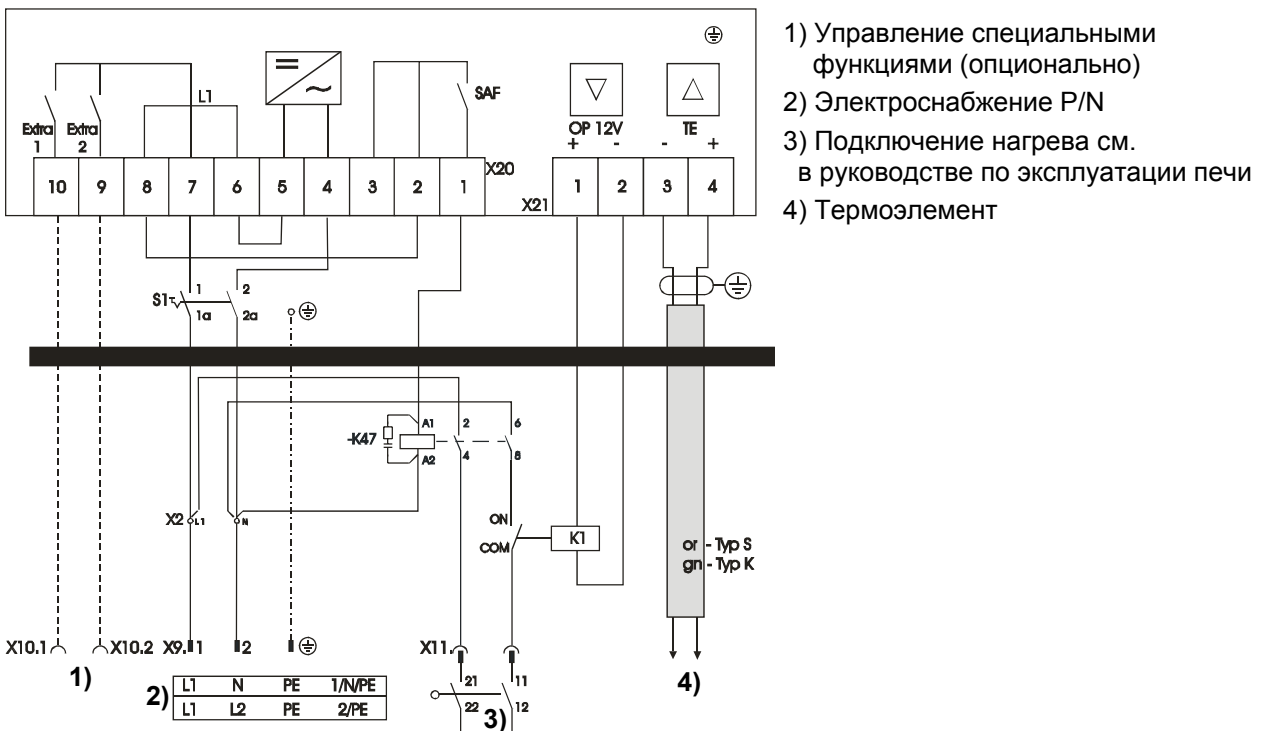 1) Управление специальными
функциями (опционально)
2) Электроснабжение P/N
3) Подключение нагрева см.
в руководстве по эксплуатации печи
4) Термоэлемент
L1
SAF
Extra
1
Extra
2
OP 12V
+ -
TE
- +
X20
10 9 8 7 6 5 4 3 2 1
X21
1 2 3 4
S1
1 2
1a 2a
-K47
A1
A2
2 6
4 8
X2 L1 N
ON
COM
K1
or - Typ S
gn - Typ K
X10.1 X10.2 X9. 1 2 X11.
1)
2)
L1 N PE 1/N/PE
L1 L2 PE 2/PE
21 11
22 12
3)
4)